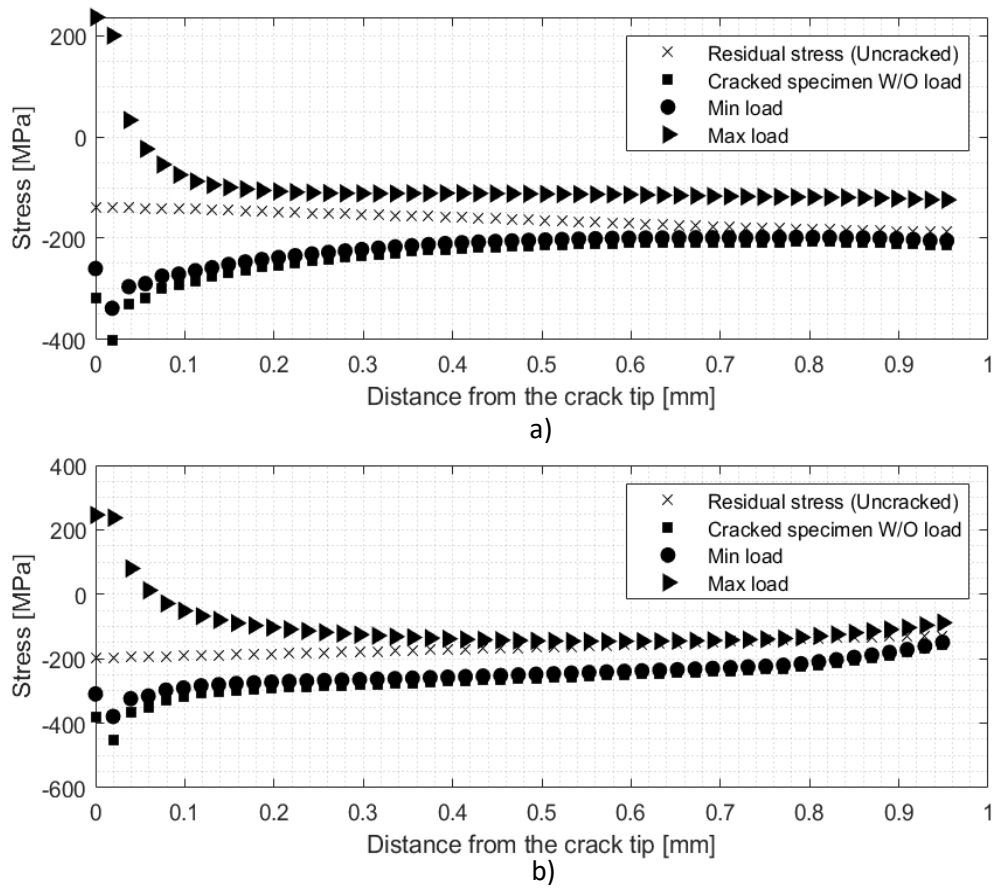 200
0
-200
-400
Stress [MPa]
Residual stress (Uncracked)
Cracked specimen W/O load
Min load
Max load
0 0.1 0.2 0.3 0.4 0.5 0.6 0.7 0.8 0.9 1
Distance from the crack tip [mm]
a)
400
200
0
-200
-400
-600
Stress [MPa]
Residual stress (Uncracked)
Cracked specimen W/O load
Min load
Max load
0 0.1 0.2 0.3 0.4 0.5 0.6 0.7 0.8 0.9 1
Distance from the crack tip [mm]
b)